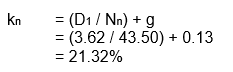 kn = (D1 / Nn) + g
= (3.62 / 43.50) + 0.13
= 21.32%